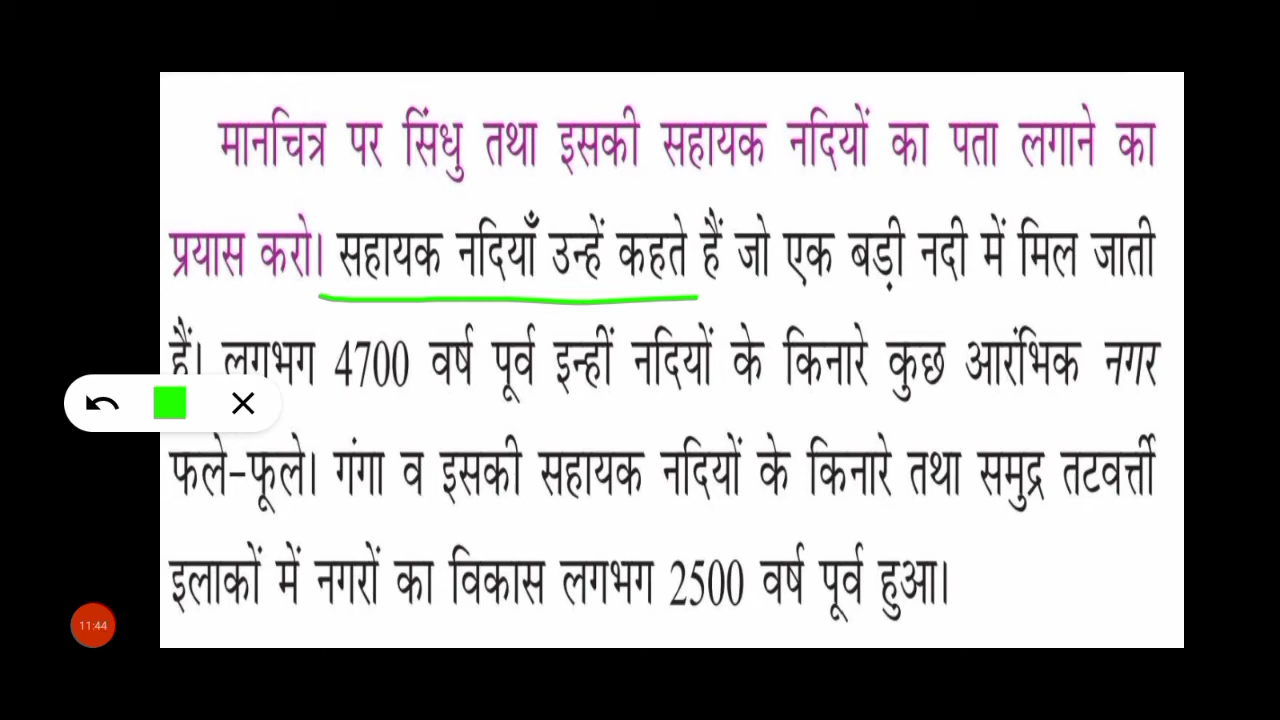 मानचित्र पर सिंधु तथा इसकी सहायक नदियों का पता लगाने का
प्रयास करो। सहायक नदियाँ उन्हें कहते हैं जो एक बड़ी नदी में मिल जाती
हैं। लगभग 4700 वर्ष पूर्व इन्हीं नदियों के किनारे कुछ आरंभिक नगर
फले-फूले। गंगा व इसकी सहायक नदियों के किनारे तथा समुद्र तटवर्त्ती
इलाकों में नगरों का विकास लगभग 2500 वर्ष पूर्व हुआ।
11:44